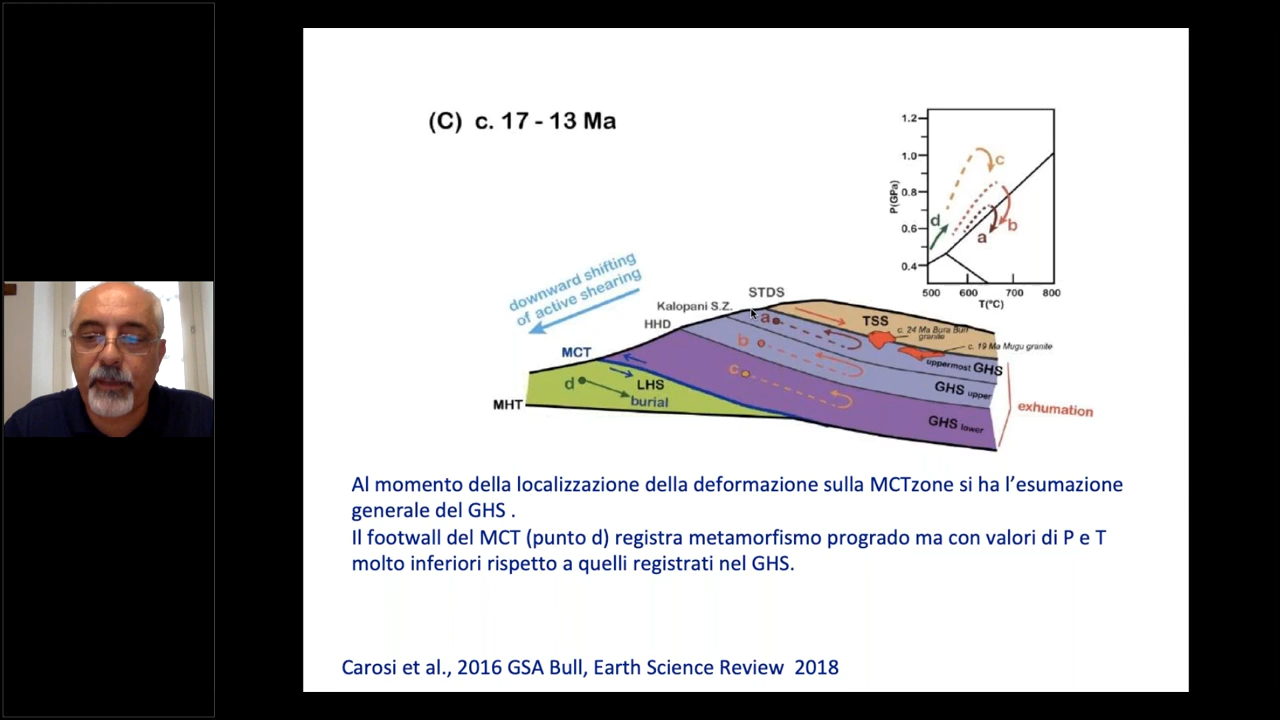 (C) c. 17 - 13 Ma
1.2
1.0
0.8
0.6
0.4
P(GPa)
500 600 700 800
T(°C)
c
d
b
a
downward shifting
of active shearing
STDS
Kalopani S.Z.
HHD
MCT
MHT
TSS
c. 24 Ma Bura Buri
granite
c. 19 Ma Mugu granite
uppermost GHS
GHS upper
GHS lower
exhumation
a
b
c
d
LHS
burial
Al momento della localizzazione della deformazione sulla MCTzone si ha l’esumazione
generale del GHS .
Il footwall del MCT (punto d) registra metamorfismo progrado ma con valori di P e T
molto inferiori rispetto a quelli registrati nel GHS.
Carosi et al., 2016 GSA Bull, Earth Science Review 2018